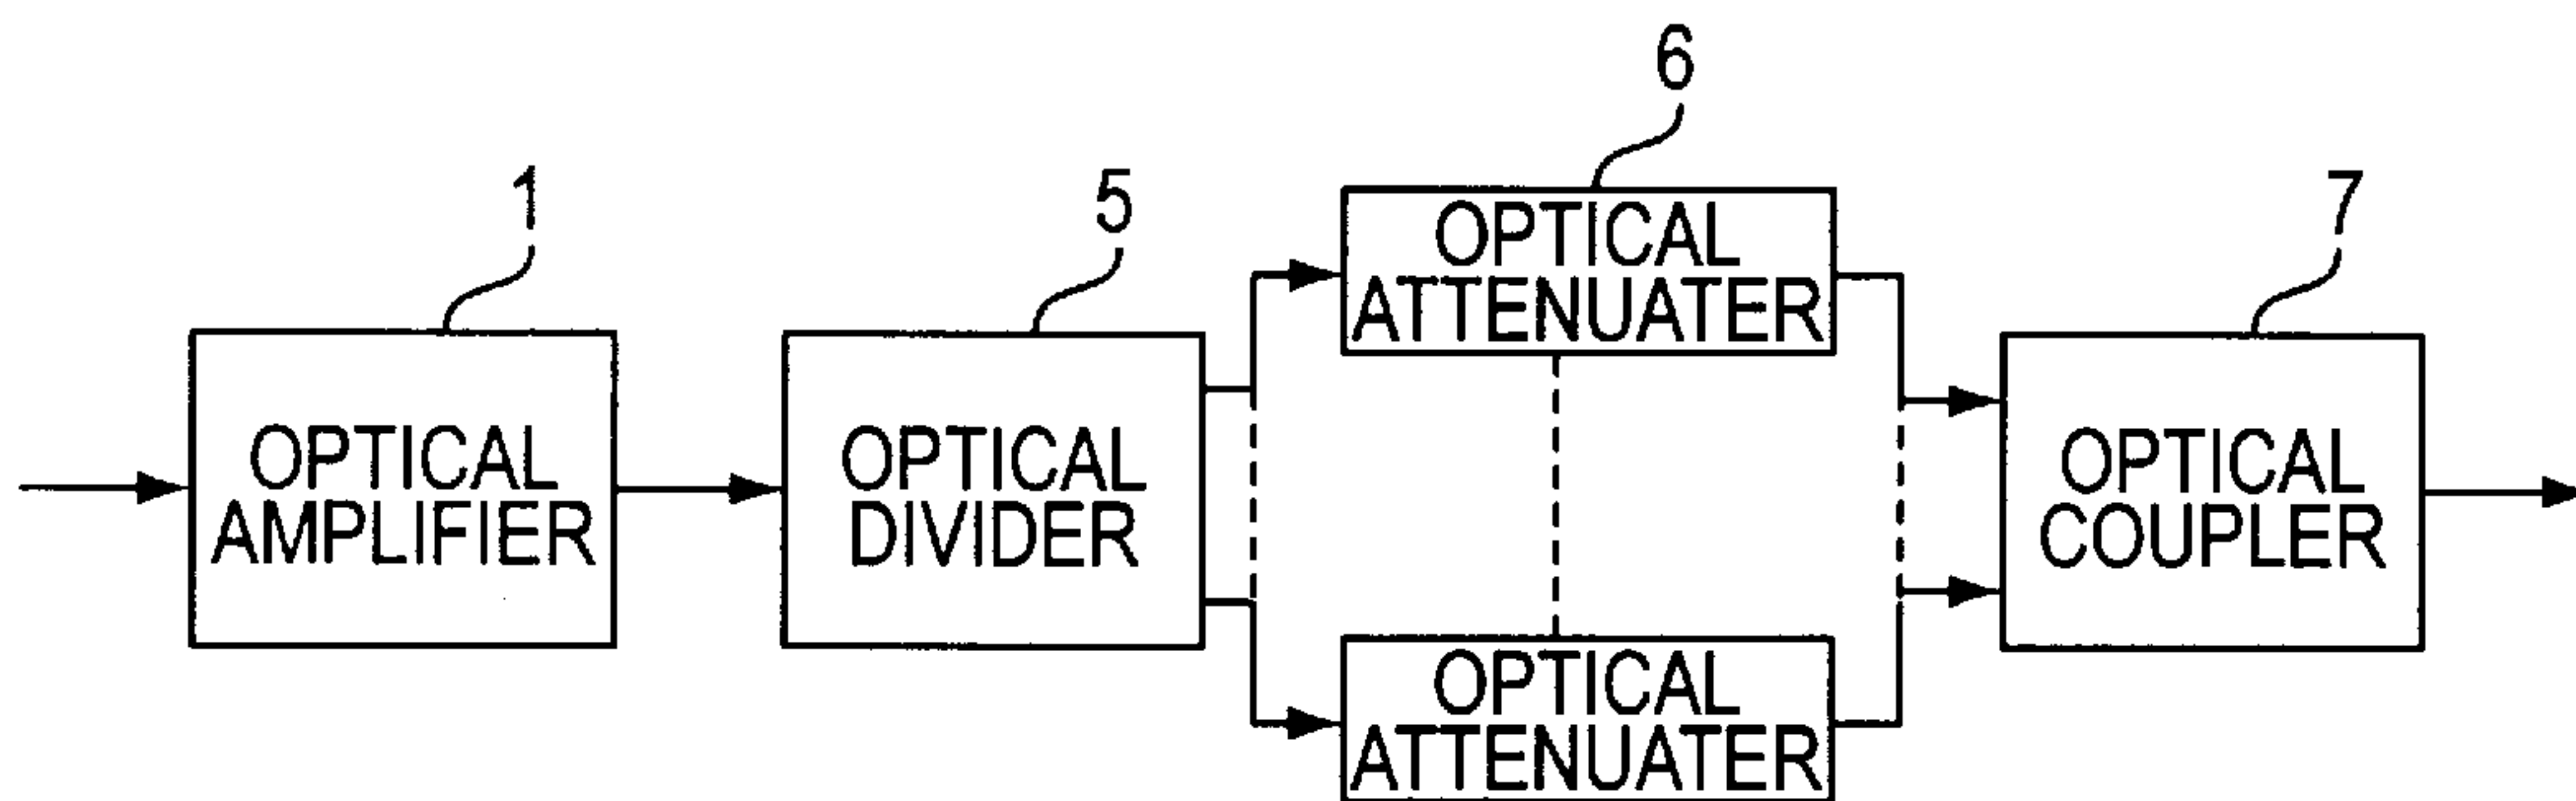 1
OPTICAL
AMPLIFIER
5
OPTICAL
DIVIDER
6
OPTICAL
ATTENUATER
OPTICAL
ATTENUATER
7
OPTICAL
COUPLER